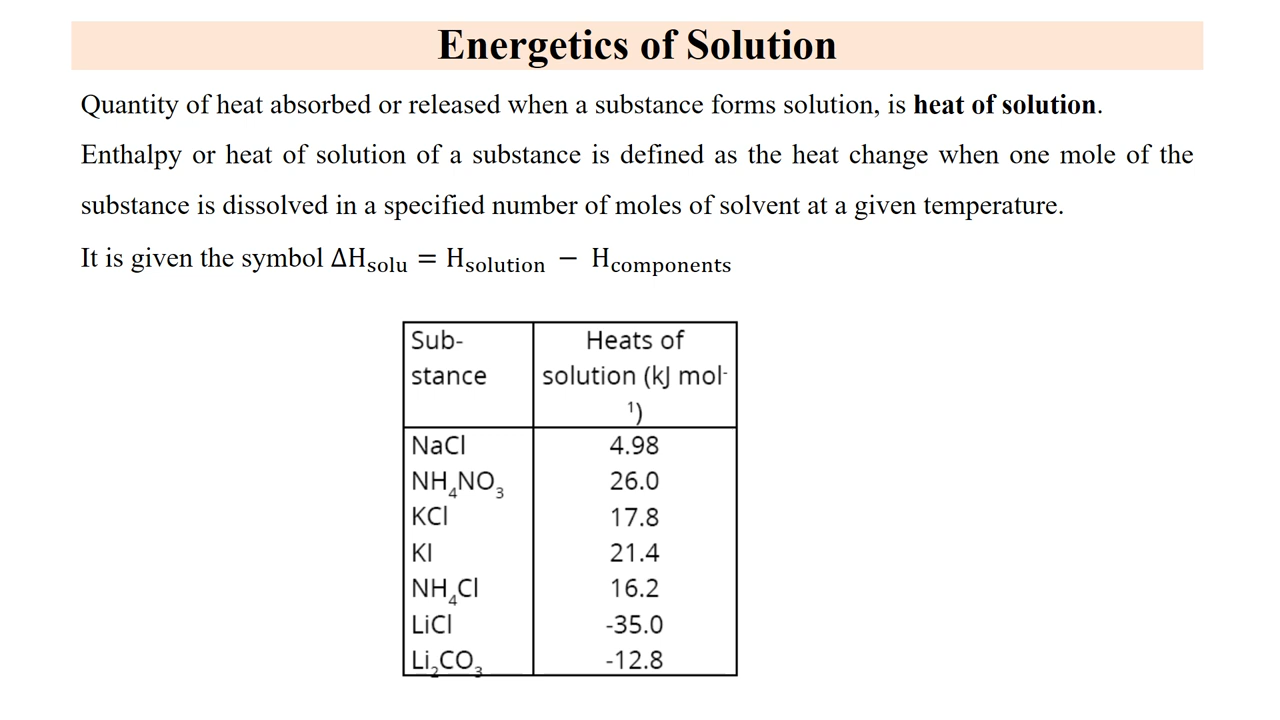 Energetics of Solution
Quantity of heat absorbed or released when a substance forms solution, is heat of solution.
Enthalpy or heat of solution of a substance is defined as the heat change when one mole of the
substance is dissolved in a specified number of moles of solvent at a given temperature.
It is given the symbol ΔH₍solu₎ = H₍solution₎ − H₍components₎
Sub-
stance
Heats of
solution (kJ mol⁻
¹)
NaCl 4.98
NH₄NO₃ 26.0
KCl 17.8
KI 21.4
NH₄Cl 16.2
LiCl -35.0
Li₂CO₃ -12.8